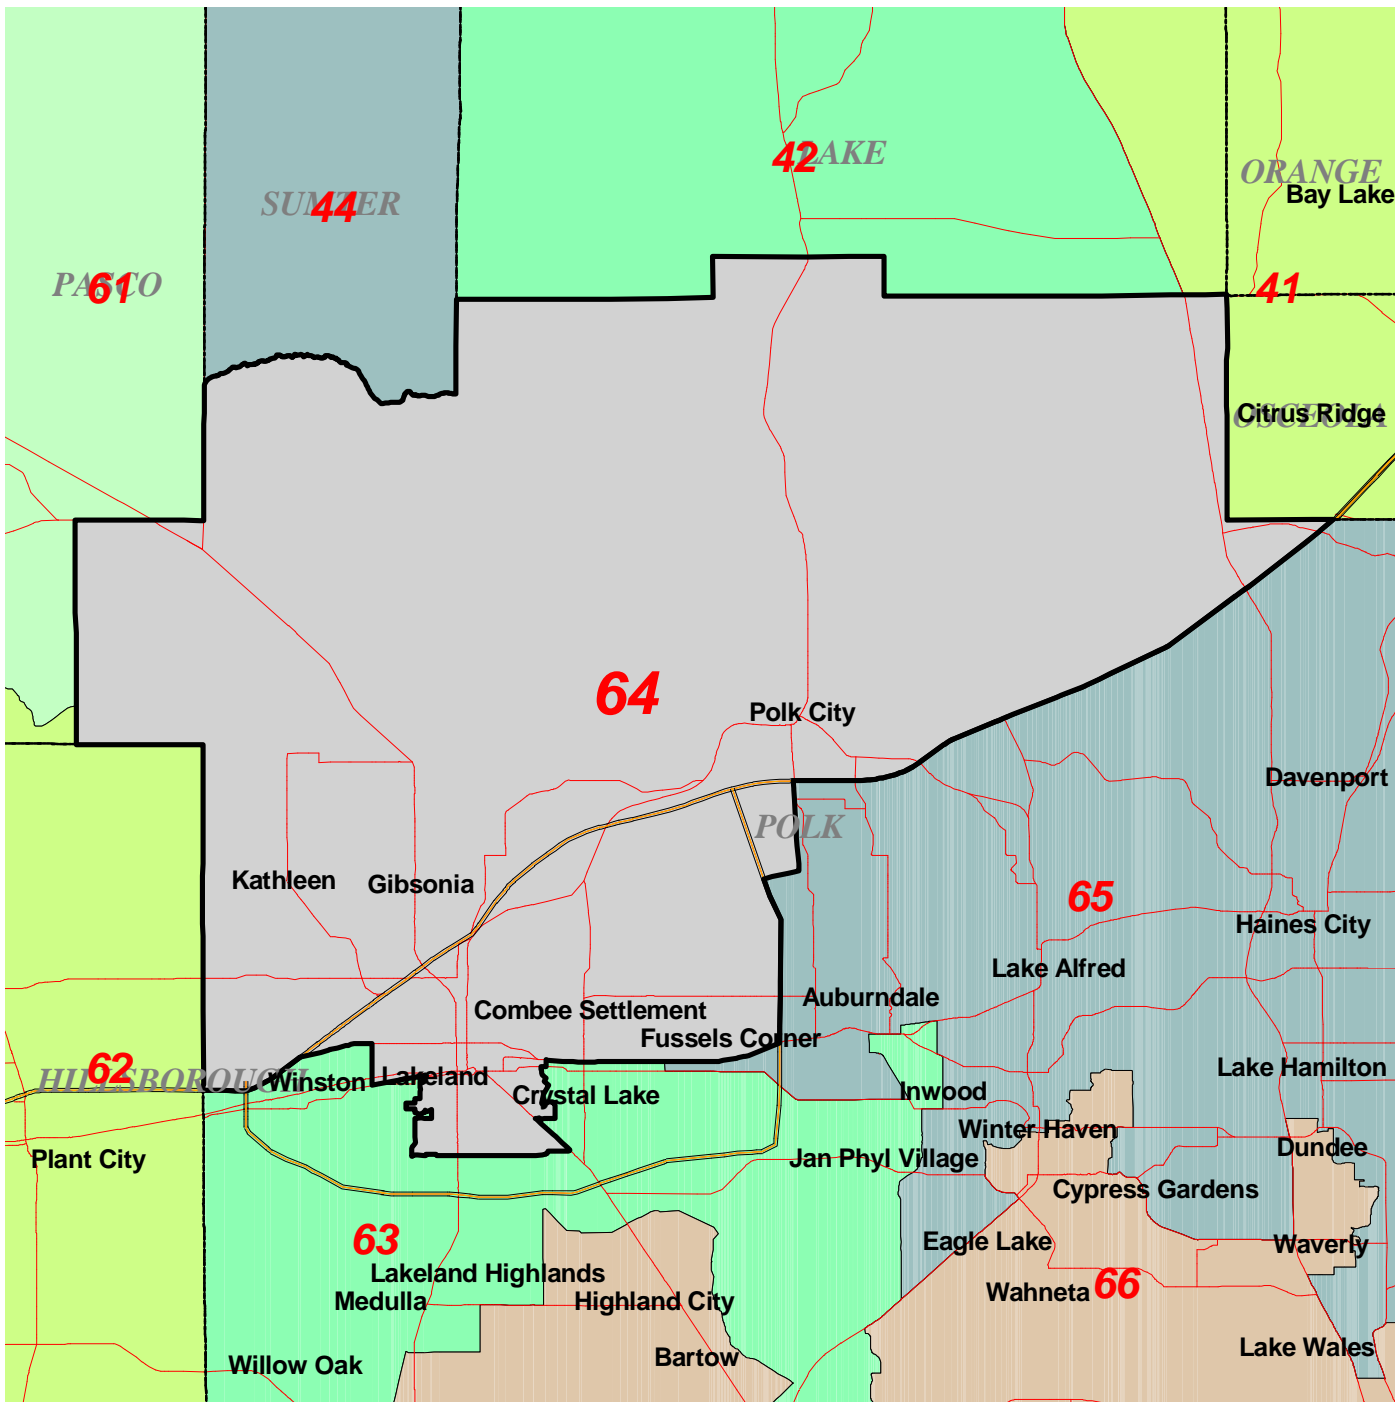 42
LAKE
ORANGE
Bay Lake
SUMTER
44
PASCO
61
41
Citrus Ridge
OSCEOLA
64
Polk City
Davenport
POLK
Kathleen
Gibsonia
65
Haines City
Lake Alfred
Auburndale
Combee Settlement
Fussels Corner
62
HILLSBOROUGH
Winston
Lakeland
Crystal Lake
Inwood
Lake Hamilton
Winter Haven
Dundee
Plant City
Jan Phyl Village
Cypress Gardens
63
Eagle Lake
Waverly
Lakeland Highlands
Wahneta
66
Medulla
Highland City
Lake Wales
Bartow
Willow Oak